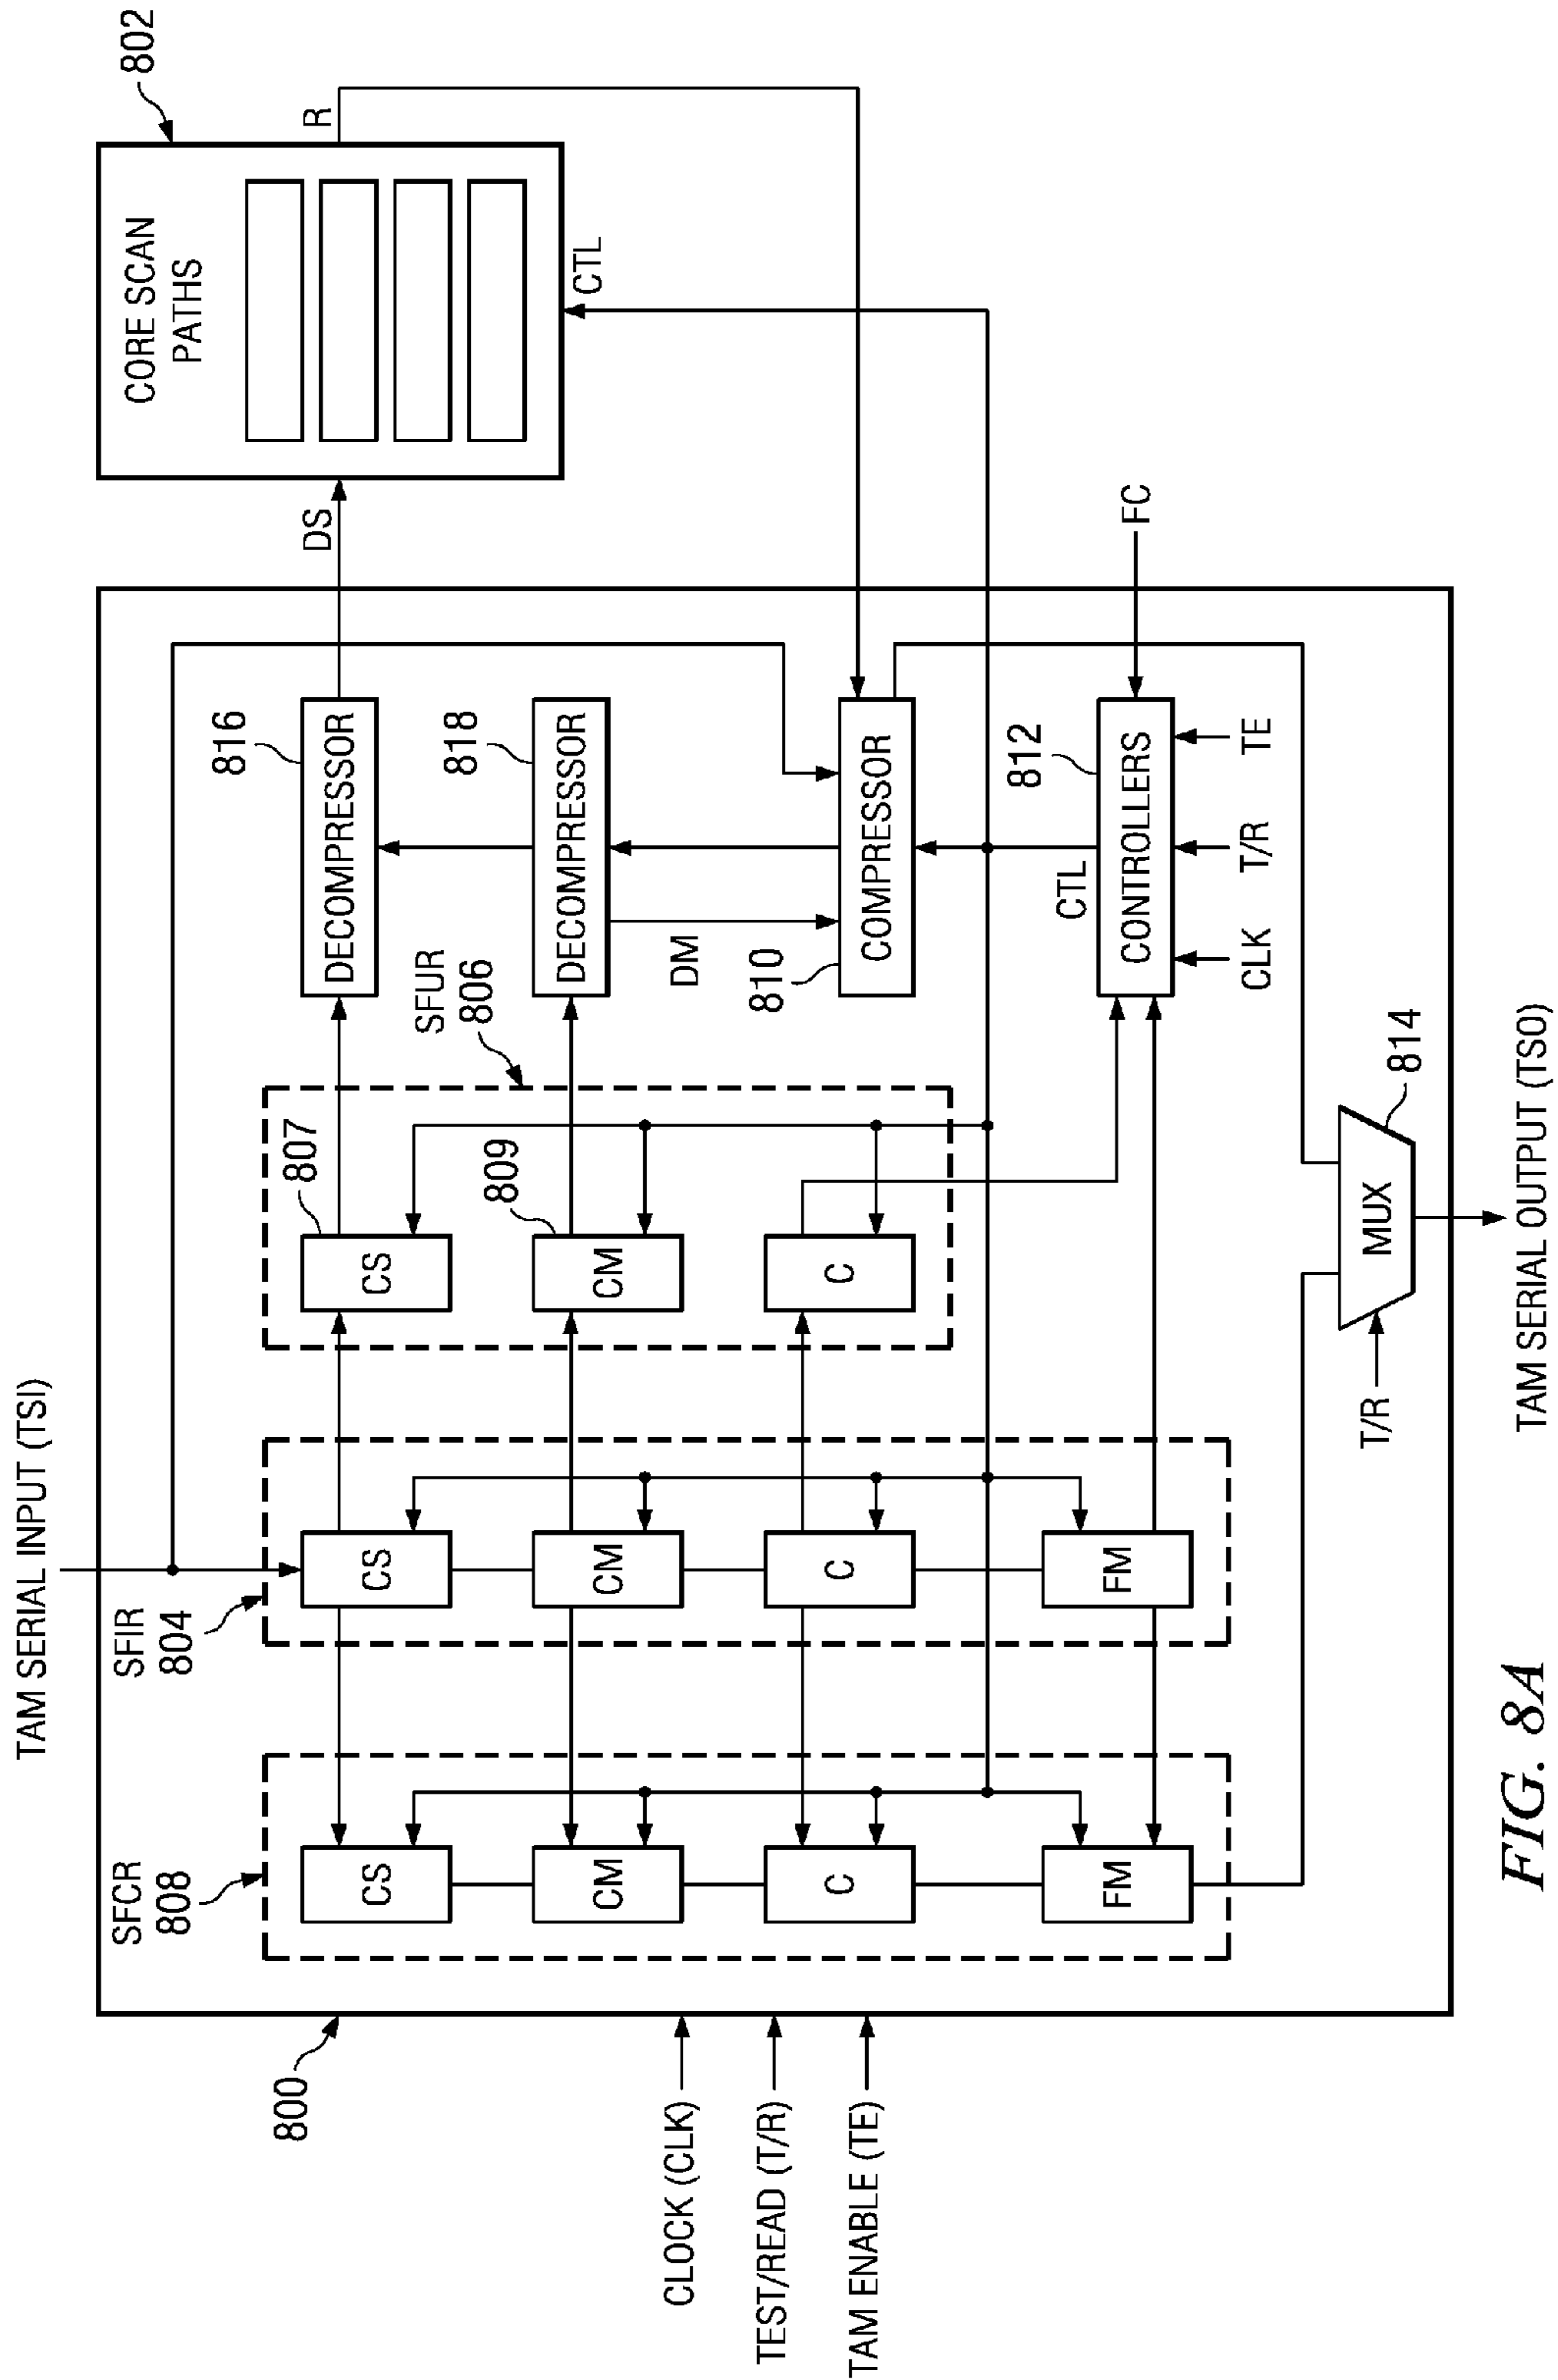 802
CORE SCAN
PATHS
R
CTL
DS
FC
816
DECOMPRESSOR
818
DECOMPRESSOR
DM
810
COMPRESSOR
812
CTL
CONTROLLERS
CLK
T/R
TE
SFUR
806
807
CS
809
CM
C
TAM SERIAL INPUT (TSI)
SFIR
804
CS
CM
C
FM
SFCR
808
CS
CM
C
FM
T/R
MUX
814
TAM SERIAL OUTPUT (TSO)
800
CLOCK (CLK)
TEST/READ (T/R)
TAM ENABLE (TE)
FIG. 8A